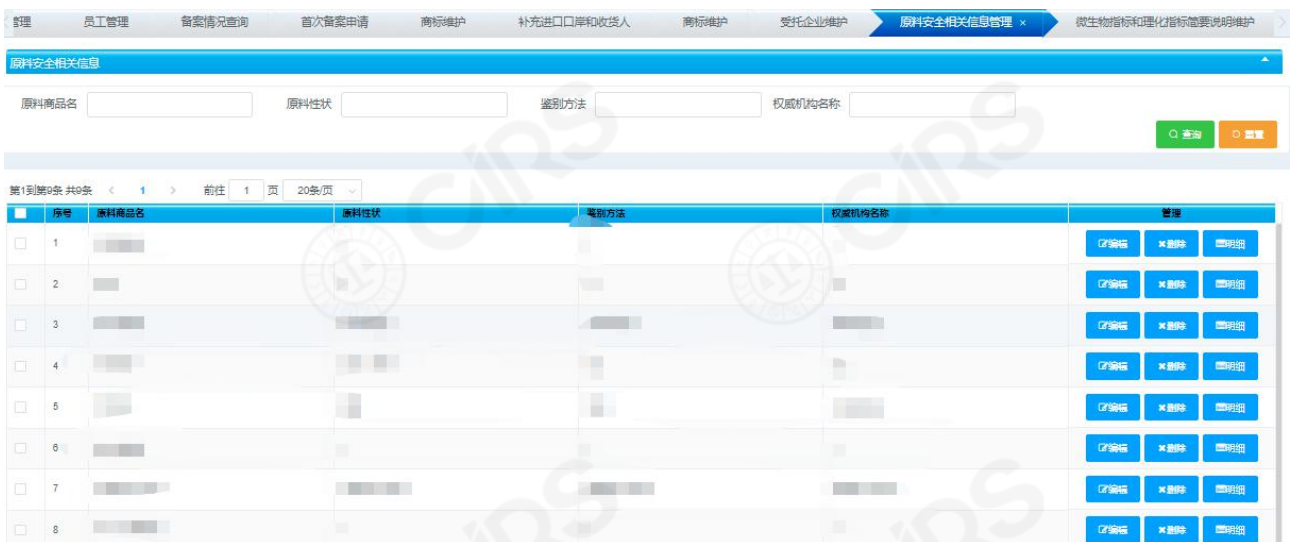 管理 员工管理 备案情况查询 首次备案申请 商标维护 补充进口口岸和收货人 商标维护 受托企业维护 原料安全相关信息管理 × 微生物指标和理化指标简要说明维护
原料安全相关信息
原料商品名 原料性状 鉴别方法 权威机构名称
查询 重置
第1到第9条 共9条 < 1 > 前往 1 页 20条/页
序号 原料商品名 原料性状 鉴别方法 权威机构名称 管理
1 编辑 删除 明细
2 编辑 删除 明细
3 编辑 删除 明细
4 编辑 删除 明细
5 编辑 删除 明细
6 编辑 删除 明细
7 编辑 删除 明细
8 编辑 删除 明细
CIRS
CIRS
CIRS
CIRS